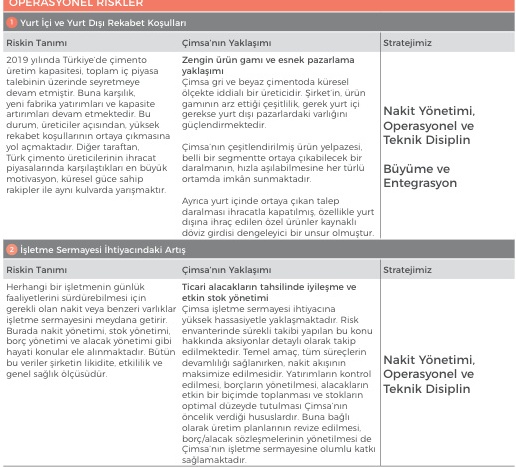 OPERASYONEL RİSKLER
1 Yurt İçi ve Yurt Dışı Rekabet Koşulları
Riskin Tanımı
Çimsa'nın Yaklaşımı
Stratejimiz
2019 yılında Türkiye'de çimento
üretim kapasitesi, toplam iç piyasa
talebinin üzerinde seyretmeye
devam etmiştir. Buna karşılık,
yeni fabrika yatırımları ve kapasite
artırımları devam etmektedir. Bu
durum, üreticiler açısından, yüksek
rekabet koşullarının ortaya çıkmasına
yol açmaktadır. Diğer taraftan,
Türk çimento üreticilerinin ihracat
piyasalarında karşılaştıkları en büyük
motivasyon, küresel güce sahip
rakipler ile aynı kulvarda yarışmaktır.
Zengin ürün gamı ve esnek pazarlama
yaklaşımı
Çimsa gri ve beyaz çimentoda küresel
ölçekte iddialı bir üreticidir. Şirket'in, ürün
gamının arz ettiği çeşitlilik, gerek yurt içi
gerekse yurt dışı pazarlardaki varlığını
güçlendirmektedir.
Çimsa'nın çeşitlendirilmiş ürün yelpazesi,
belli bir segmentte ortaya çıkabilecek bir
daralmanın, hızla aşılabilmesine her türlü
ortamda imkân sunmaktadır.
Ayrıca yurt içinde ortaya çıkan talep
daralması ihracatla kapatılmış, özellikle yurt
dışına ihraç edilen özel ürünler kaynaklı
döviz girdisi dengeleyici bir unsur olmuştur.
Nakit Yönetimi,
Operasyonel ve
Teknik Disiplin
Büyüme ve
Entegrasyon
2 İşletme Sermayesi İhtiyacındaki Artış
Riskin Tanımı
Çimsa'nın Yaklaşımı
Stratejimiz
Herhangi bir işletmenin günlük
faaliyetlerini sürdürebilmesi için
gerekli olan nakit veya benzeri varlıklar
işletme sermayesini meydana getirir.
Burada nakit yönetimi, stok yönetimi,
borç yönetimi ve alacak yönetimi gibi
hayati konular ele alınmaktadır. Bütün
bu veriler şirketin likidite, etkililik ve
genel sağlık ölçüsüdür.
Ticari alacakların tahsilinde iyileşme ve
etkin stok yönetimi
Çimsa işletme sermayesi ihtiyacına
yüksek hassasiyetle yaklaşmaktadır. Risk
envanterinde sürekli takibi yapılan bu konu
hakkında aksiyonlar detaylı olarak takip
edilmektedir. Temel amaç, tüm süreçlerin
devamlılığı sağlanırken, nakit akışının
maksimize edilmesidir. Yatırımların kontrol
edilmesi, borçların yönetilmesi, alacakların
etkin bir biçimde toplanması ve stokların
optimal düzeyde tutulması Çimsa'nın
öncelik verdiği hususlardır. Buna bağlı
olarak üretim planlarının revize edilmesi,
borç/alacak sözleşmelerinin yönetilmesi de
Çimsa'nın işletme sermayesine olumlu katkı
sağlamaktadır.
Nakit Yönetimi,
Operasyonel ve
Teknik Disiplin